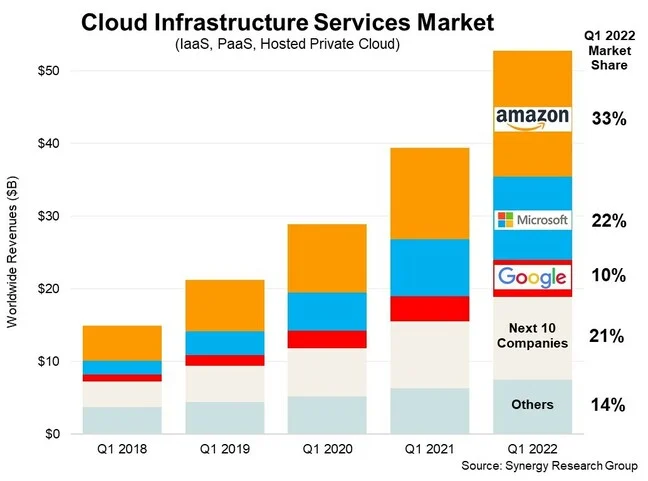 Cloud Infrastructure Services Market
(IaaS, PaaS, Hosted Private Cloud)
Q1 2022
Market
Share
Worldwide Revenues ($B)
$50
$40
$30
$20
$10
$0
amazon
33%
Microsoft
22%
Google
10%
Next 10
Companies
21%
Others
14%
Q1 2018
Q1 2019
Q1 2020
Q1 2021
Q1 2022
Source: Synergy Research Group